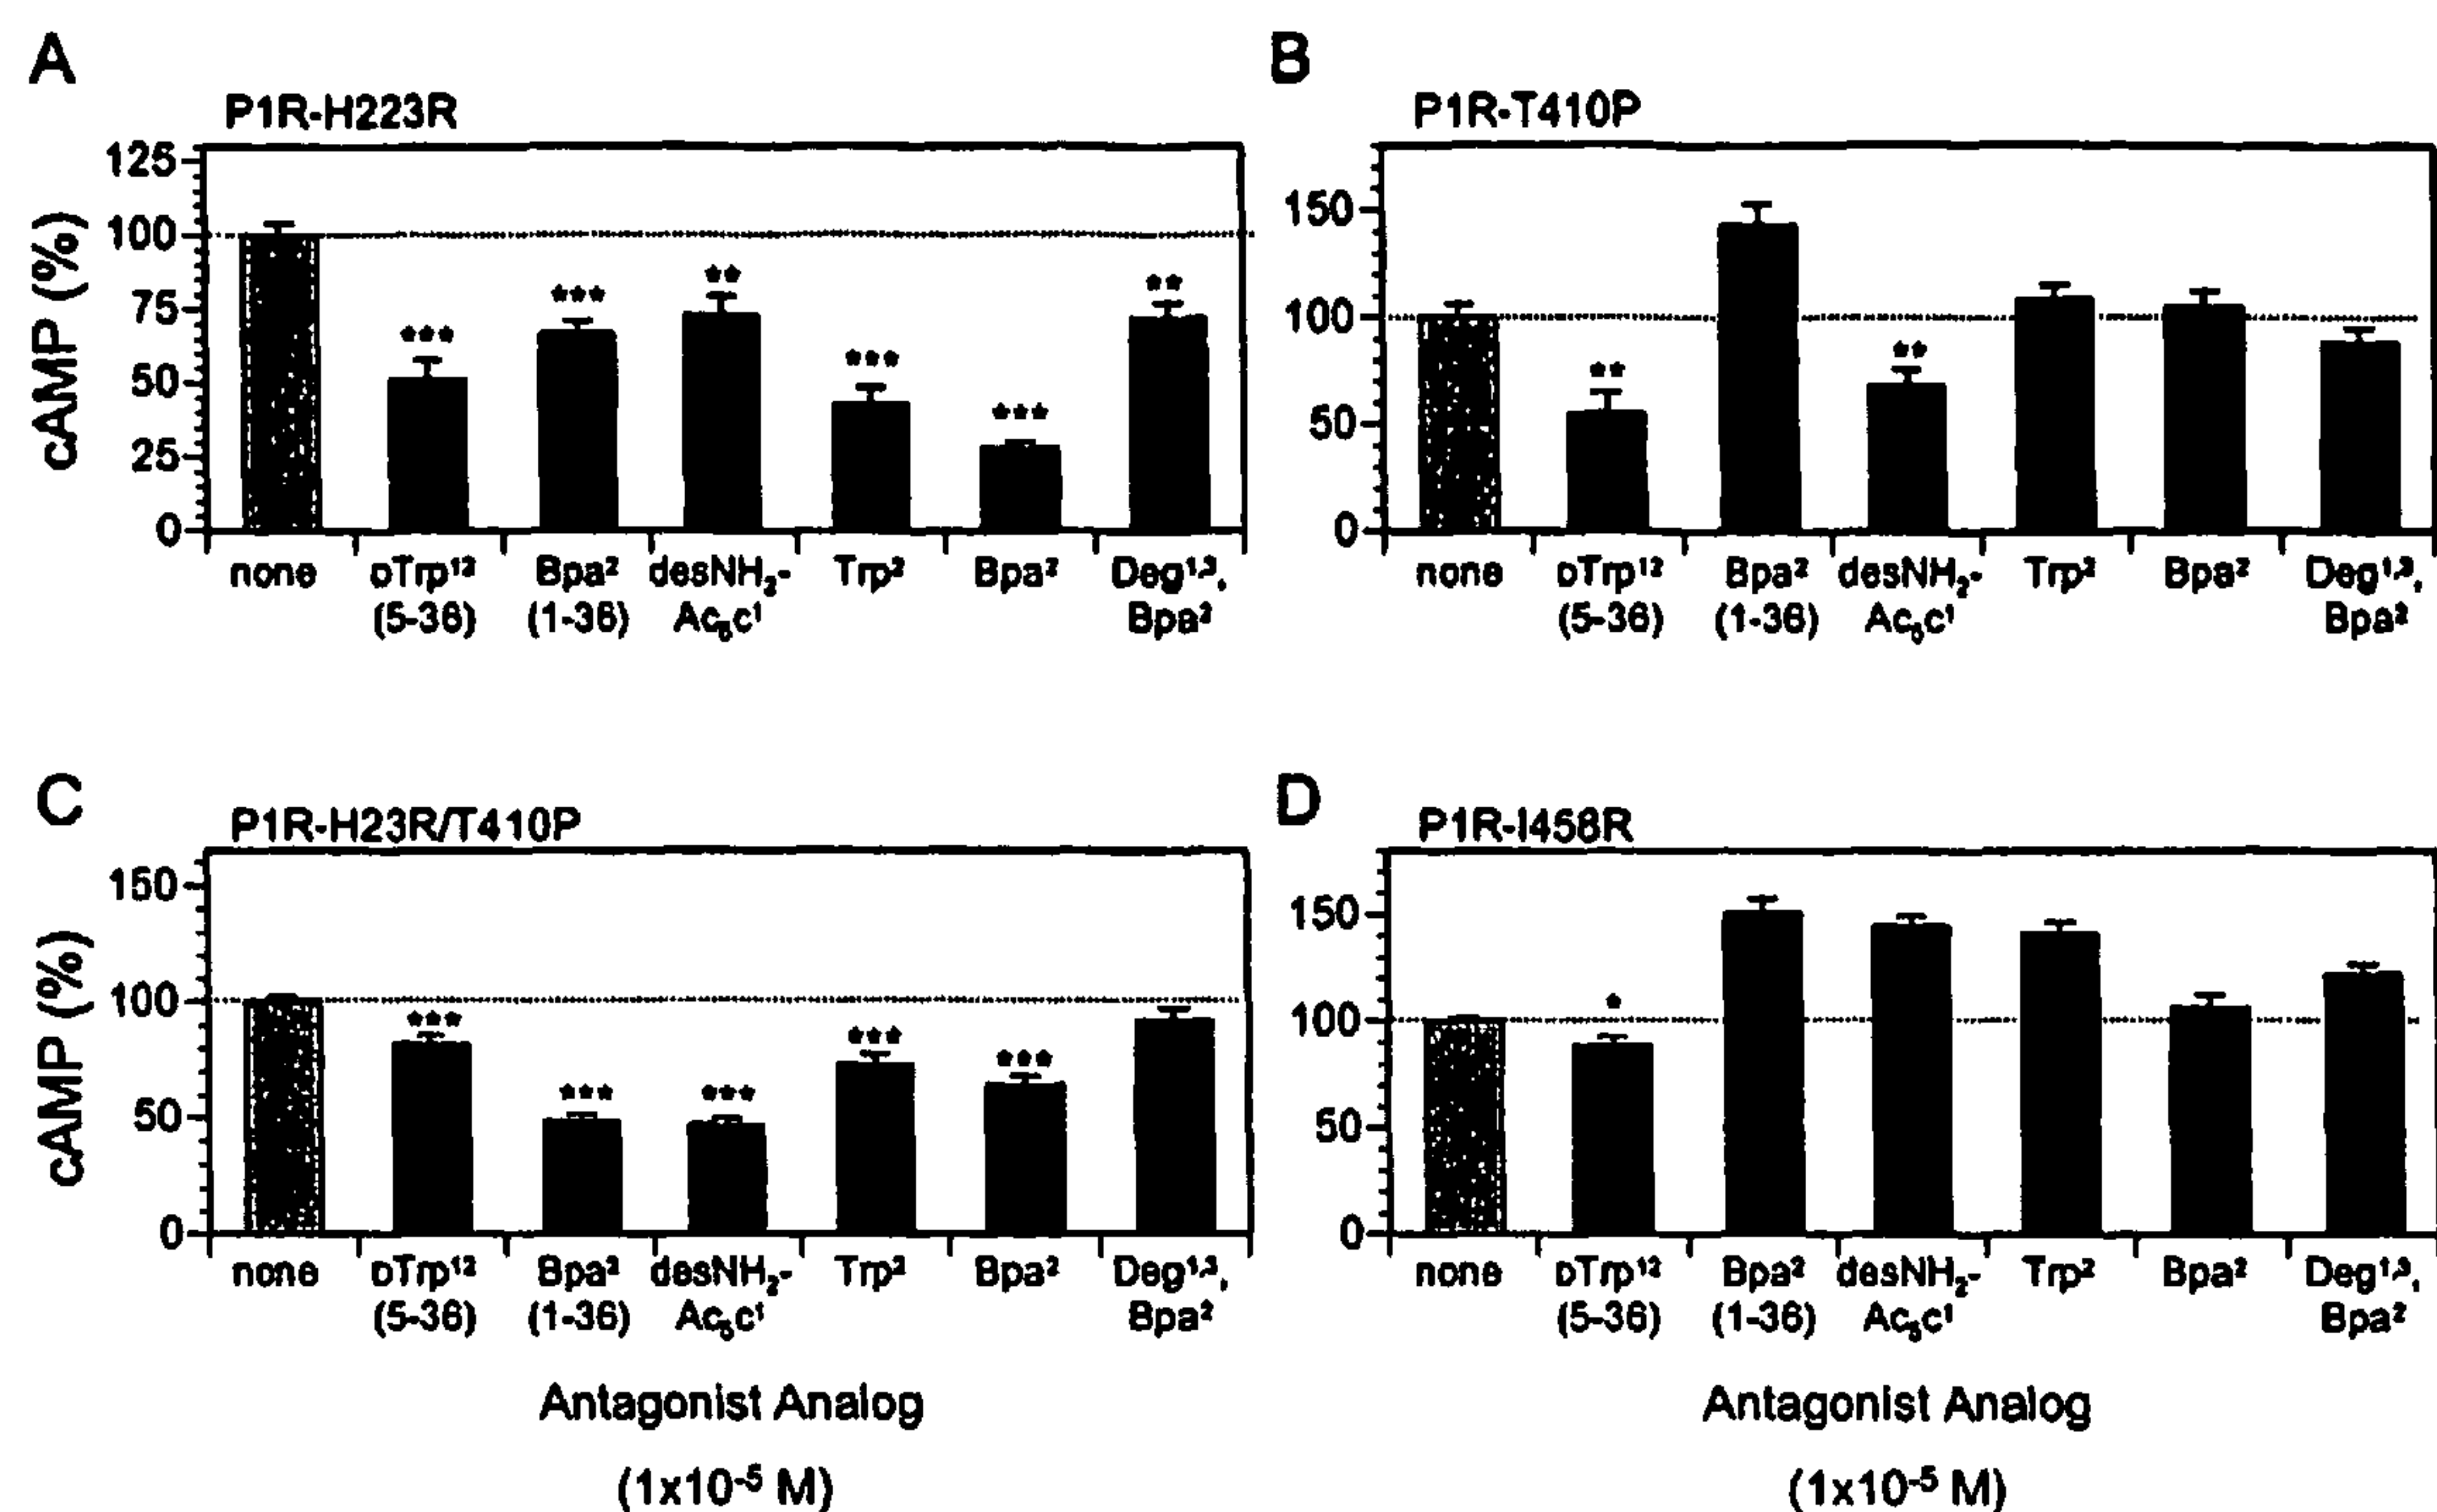 A
P1R-H223R
cAMP (%)
125
100
75
50
25
0
***
***
**
***
***
**
none
DTrp¹²
(5-36)
Bpa²
(1-36)
desNH₂-
Ac₅c¹
Trp²
Bpa²
Deg¹,³,
Bpa²
B
P1R-T410P
150
100
50
0
**
**
none
DTrp¹²
(5-36)
Bpa²
(1-36)
desNH₂-
Ac₅c¹
Trp²
Bpa²
Deg¹,³,
Bpa²
C
P1R-H23R/T410P
cAMP (%)
150
100
50
0
***
***
***
***
***
none
DTrp¹²
(5-36)
Bpa²
(1-36)
desNH₂-
Ac₅c¹
Trp²
Bpa²
Deg¹,³,
Bpa²
Antagonist Analog
(1x10⁻⁵ M)
D
P1R-I458R
150
100
50
0
*
none
DTrp¹²
(5-36)
Bpa²
(1-36)
desNH₂-
Ac₅c¹
Trp²
Bpa²
Deg¹,³,
Bpa²
Antagonist Analog
(1x10⁻⁵ M)